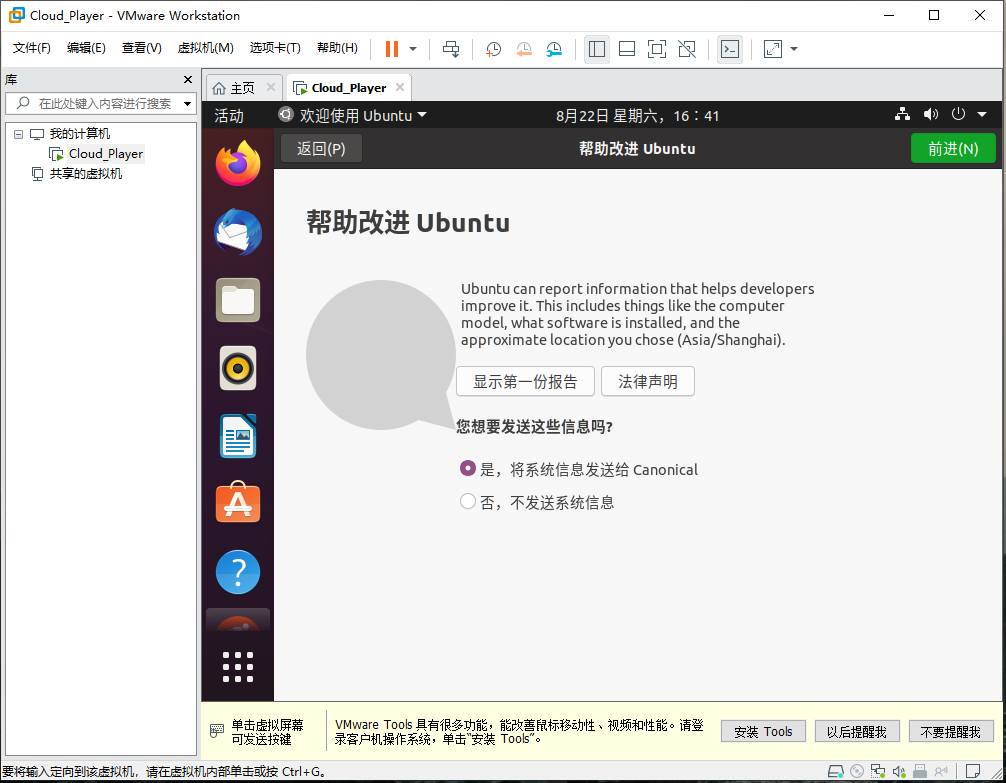 Cloud_Player - VMware Workstation
文件(F) 编辑(E) 查看(V) 虚拟机(M) 选项卡(T) 帮助(H)
库
在此处键入内容进行搜索
我的计算机
Cloud_Player
共享的虚拟机
主页
Cloud_Player
活动
欢迎使用 Ubuntu
8月22日 星期六，16：41
返回(P)
帮助改进 Ubuntu
前进(N)
帮助改进 Ubuntu
Ubuntu can report information that helps developers
improve it. This includes things like the computer
model, what software is installed, and the
approximate location you chose (Asia/Shanghai).
显示第一份报告
法律声明
您想要发送这些信息吗?
是，将系统信息发送给 Canonical
否，不发送系统信息
单击虚拟屏幕
可发送按键
VMware Tools 具有很多功能，能改善鼠标移动性、视频和性能。请登
录客户机操作系统，单击“安装 Tools”。
安装 Tools
以后提醒我
不要提醒我
要将输入定向到该虚拟机，请在虚拟机内部单击或按 Ctrl+G。